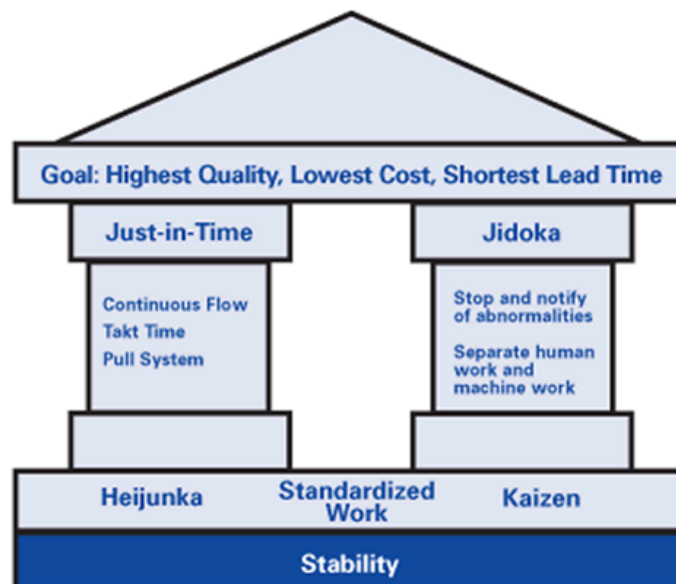 Goal: Highest Quality, Lowest Cost, Shortest Lead Time
Just-in-Time
Continuous Flow
Takt Time
Pull System
Jidoka
Stop and notify
of abnormalities
Separate human
work and
machine work
Heijunka
Standardized
Work
Kaizen
Stability